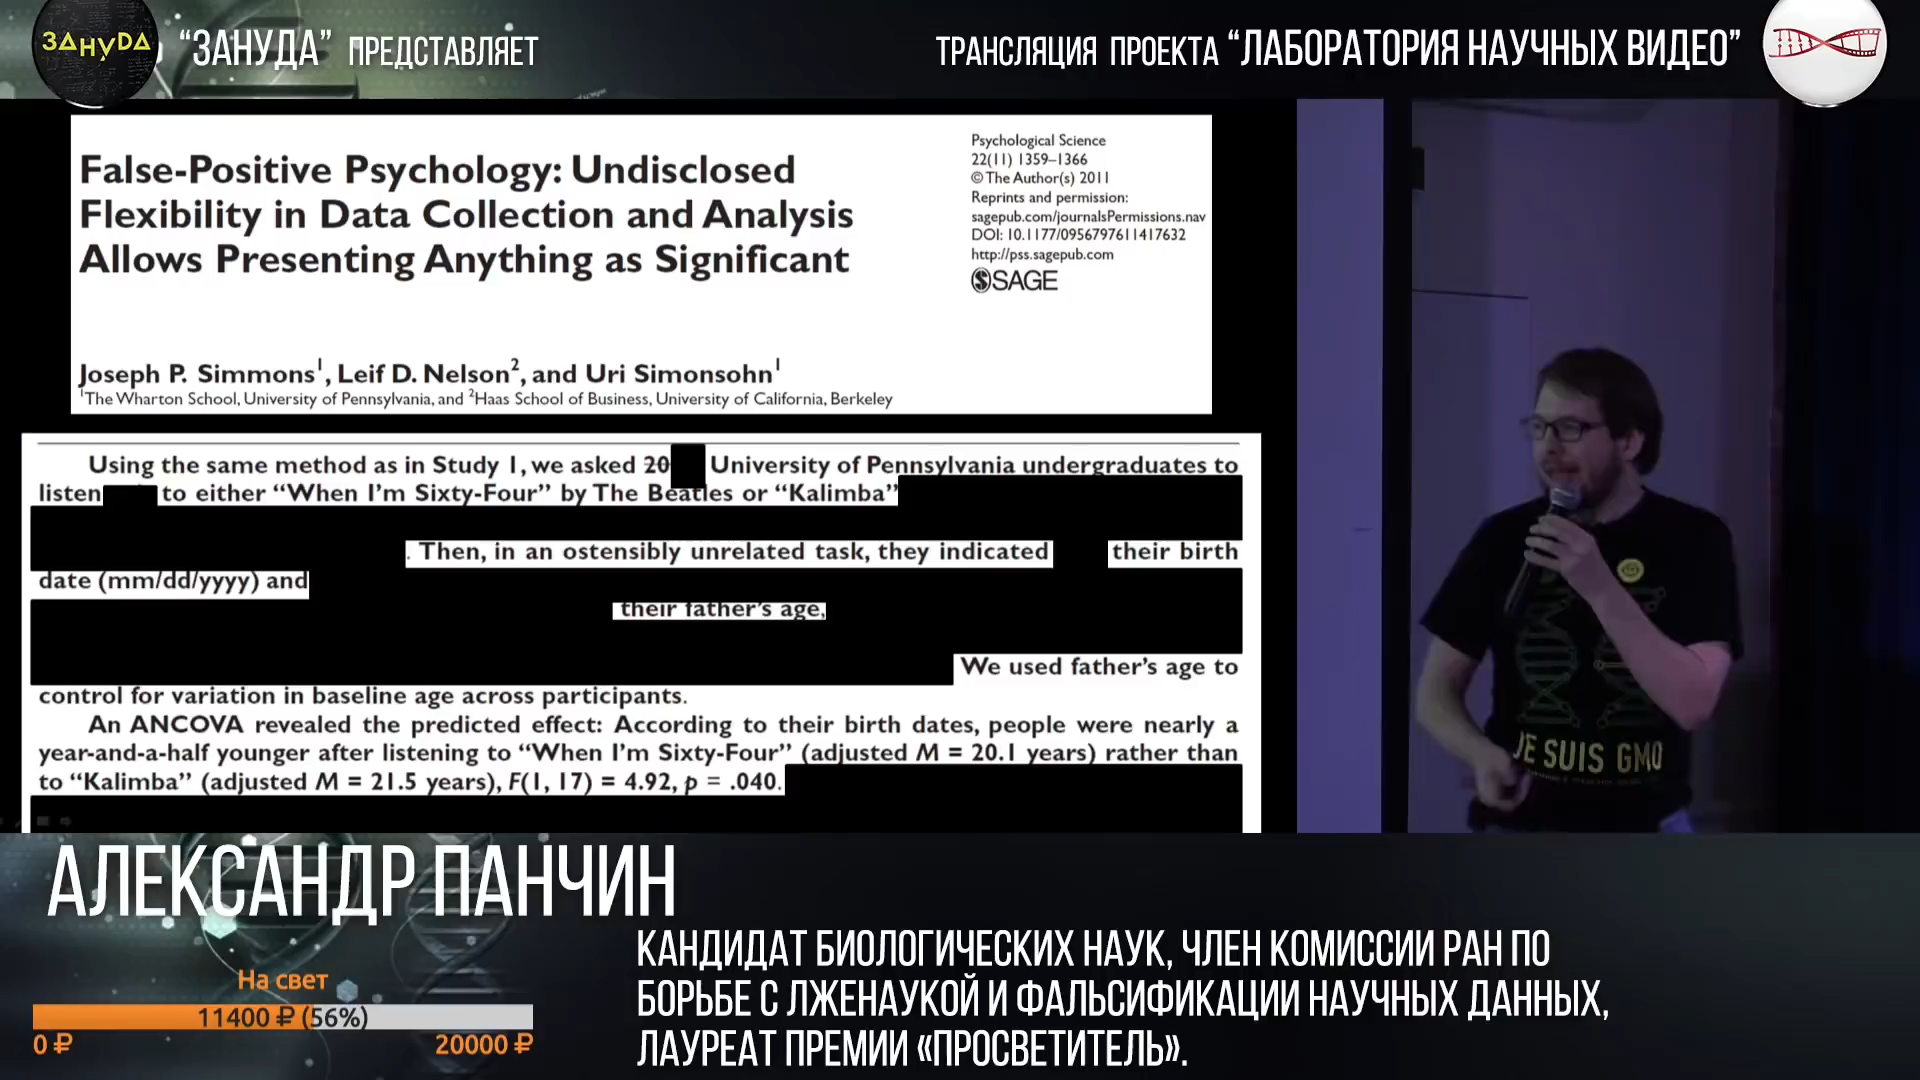 ЗАНУДА
“ЗАНУДА” ПРЕДСТАВЛЯЕТ
ТРАНСЛЯЦИЯ ПРОЕКТА “ЛАБОРАТОРИЯ НАУЧНЫХ ВИДЕО”
False-Positive Psychology: Undisclosed
Flexibility in Data Collection and Analysis
Allows Presenting Anything as Significant
Psychological Science
22(11) 1359–1366
© The Author(s) 2011
Reprints and permission:
sagepub.com/journalsPermissions.nav
DOI: 10.1177/0956797611417632
http://pss.sagepub.com
SAGE
Joseph P. Simmons¹, Leif D. Nelson², and Uri Simonsohn¹
¹The Wharton School, University of Pennsylvania, and ²Haas School of Business, University of California, Berkeley
Using the same method as in Study 1, we asked 20 University of Pennsylvania undergraduates to
listen to either “When I’m Sixty-Four” by The Beatles or “Kalimba”
. Then, in an ostensibly unrelated task, they indicated their birth
date (mm/dd/yyyy) and
their father’s age,
We used father’s age to
control for variation in baseline age across participants.
An ANCOVA revealed the predicted effect: According to their birth dates, people were nearly a
year-and-a-half younger after listening to “When I’m Sixty-Four” (adjusted M = 20.1 years) rather than
to “Kalimba” (adjusted M = 21.5 years), F(1, 17) = 4.92, p = .040.
JE SUIS GMO
АЛЕКСАНДР ПАНЧИН
КАНДИДАТ БИОЛОГИЧЕСКИХ НАУК, ЧЛЕН КОМИССИИ РАН ПО
БОРЬБЕ С ЛЖЕНАУКОЙ И ФАЛЬСИФИКАЦИИ НАУЧНЫХ ДАННЫХ,
ЛАУРЕАТ ПРЕМИИ «ПРОСВЕТИТЕЛЬ».
На свет
11400 ₽ (56%)
0 ₽
20000 ₽